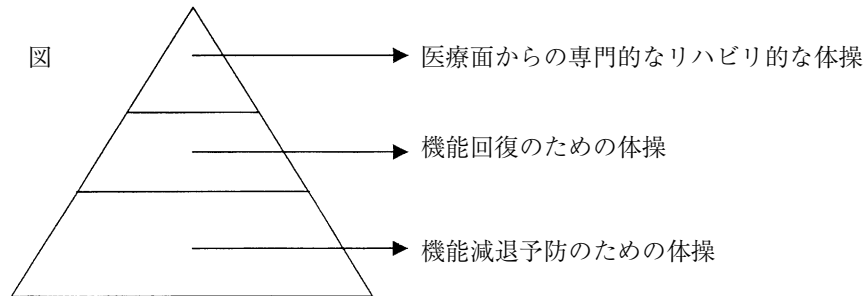 図
医療面からの専門的なリハビリ的な体操
機能回復のための体操
機能減退予防のための体操